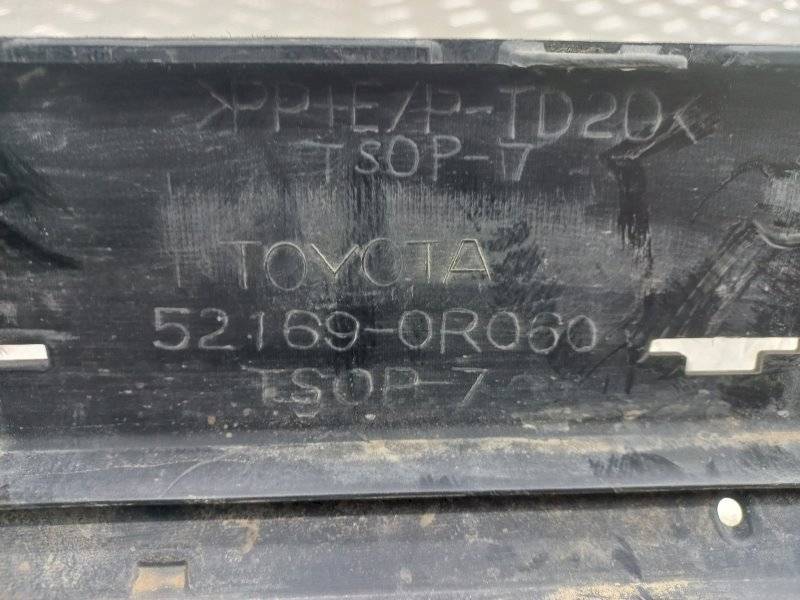 >PP+E/P-TD20<
TSOP-7
TOYOTA
52169-0R060
TSOP-7